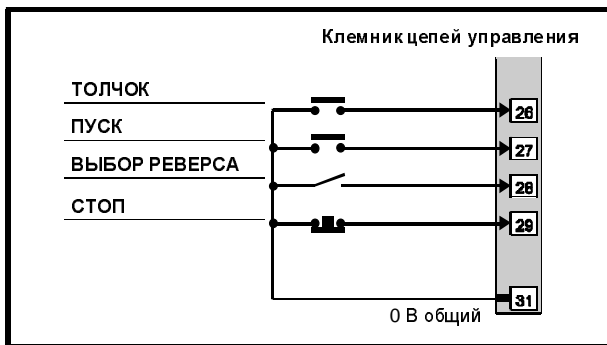 Клемник цепей управления
ТОЛЧОК
26
ПУСК
27
ВЫБОР РЕВЕРСА
28
СТОП
29
31
0 В общий